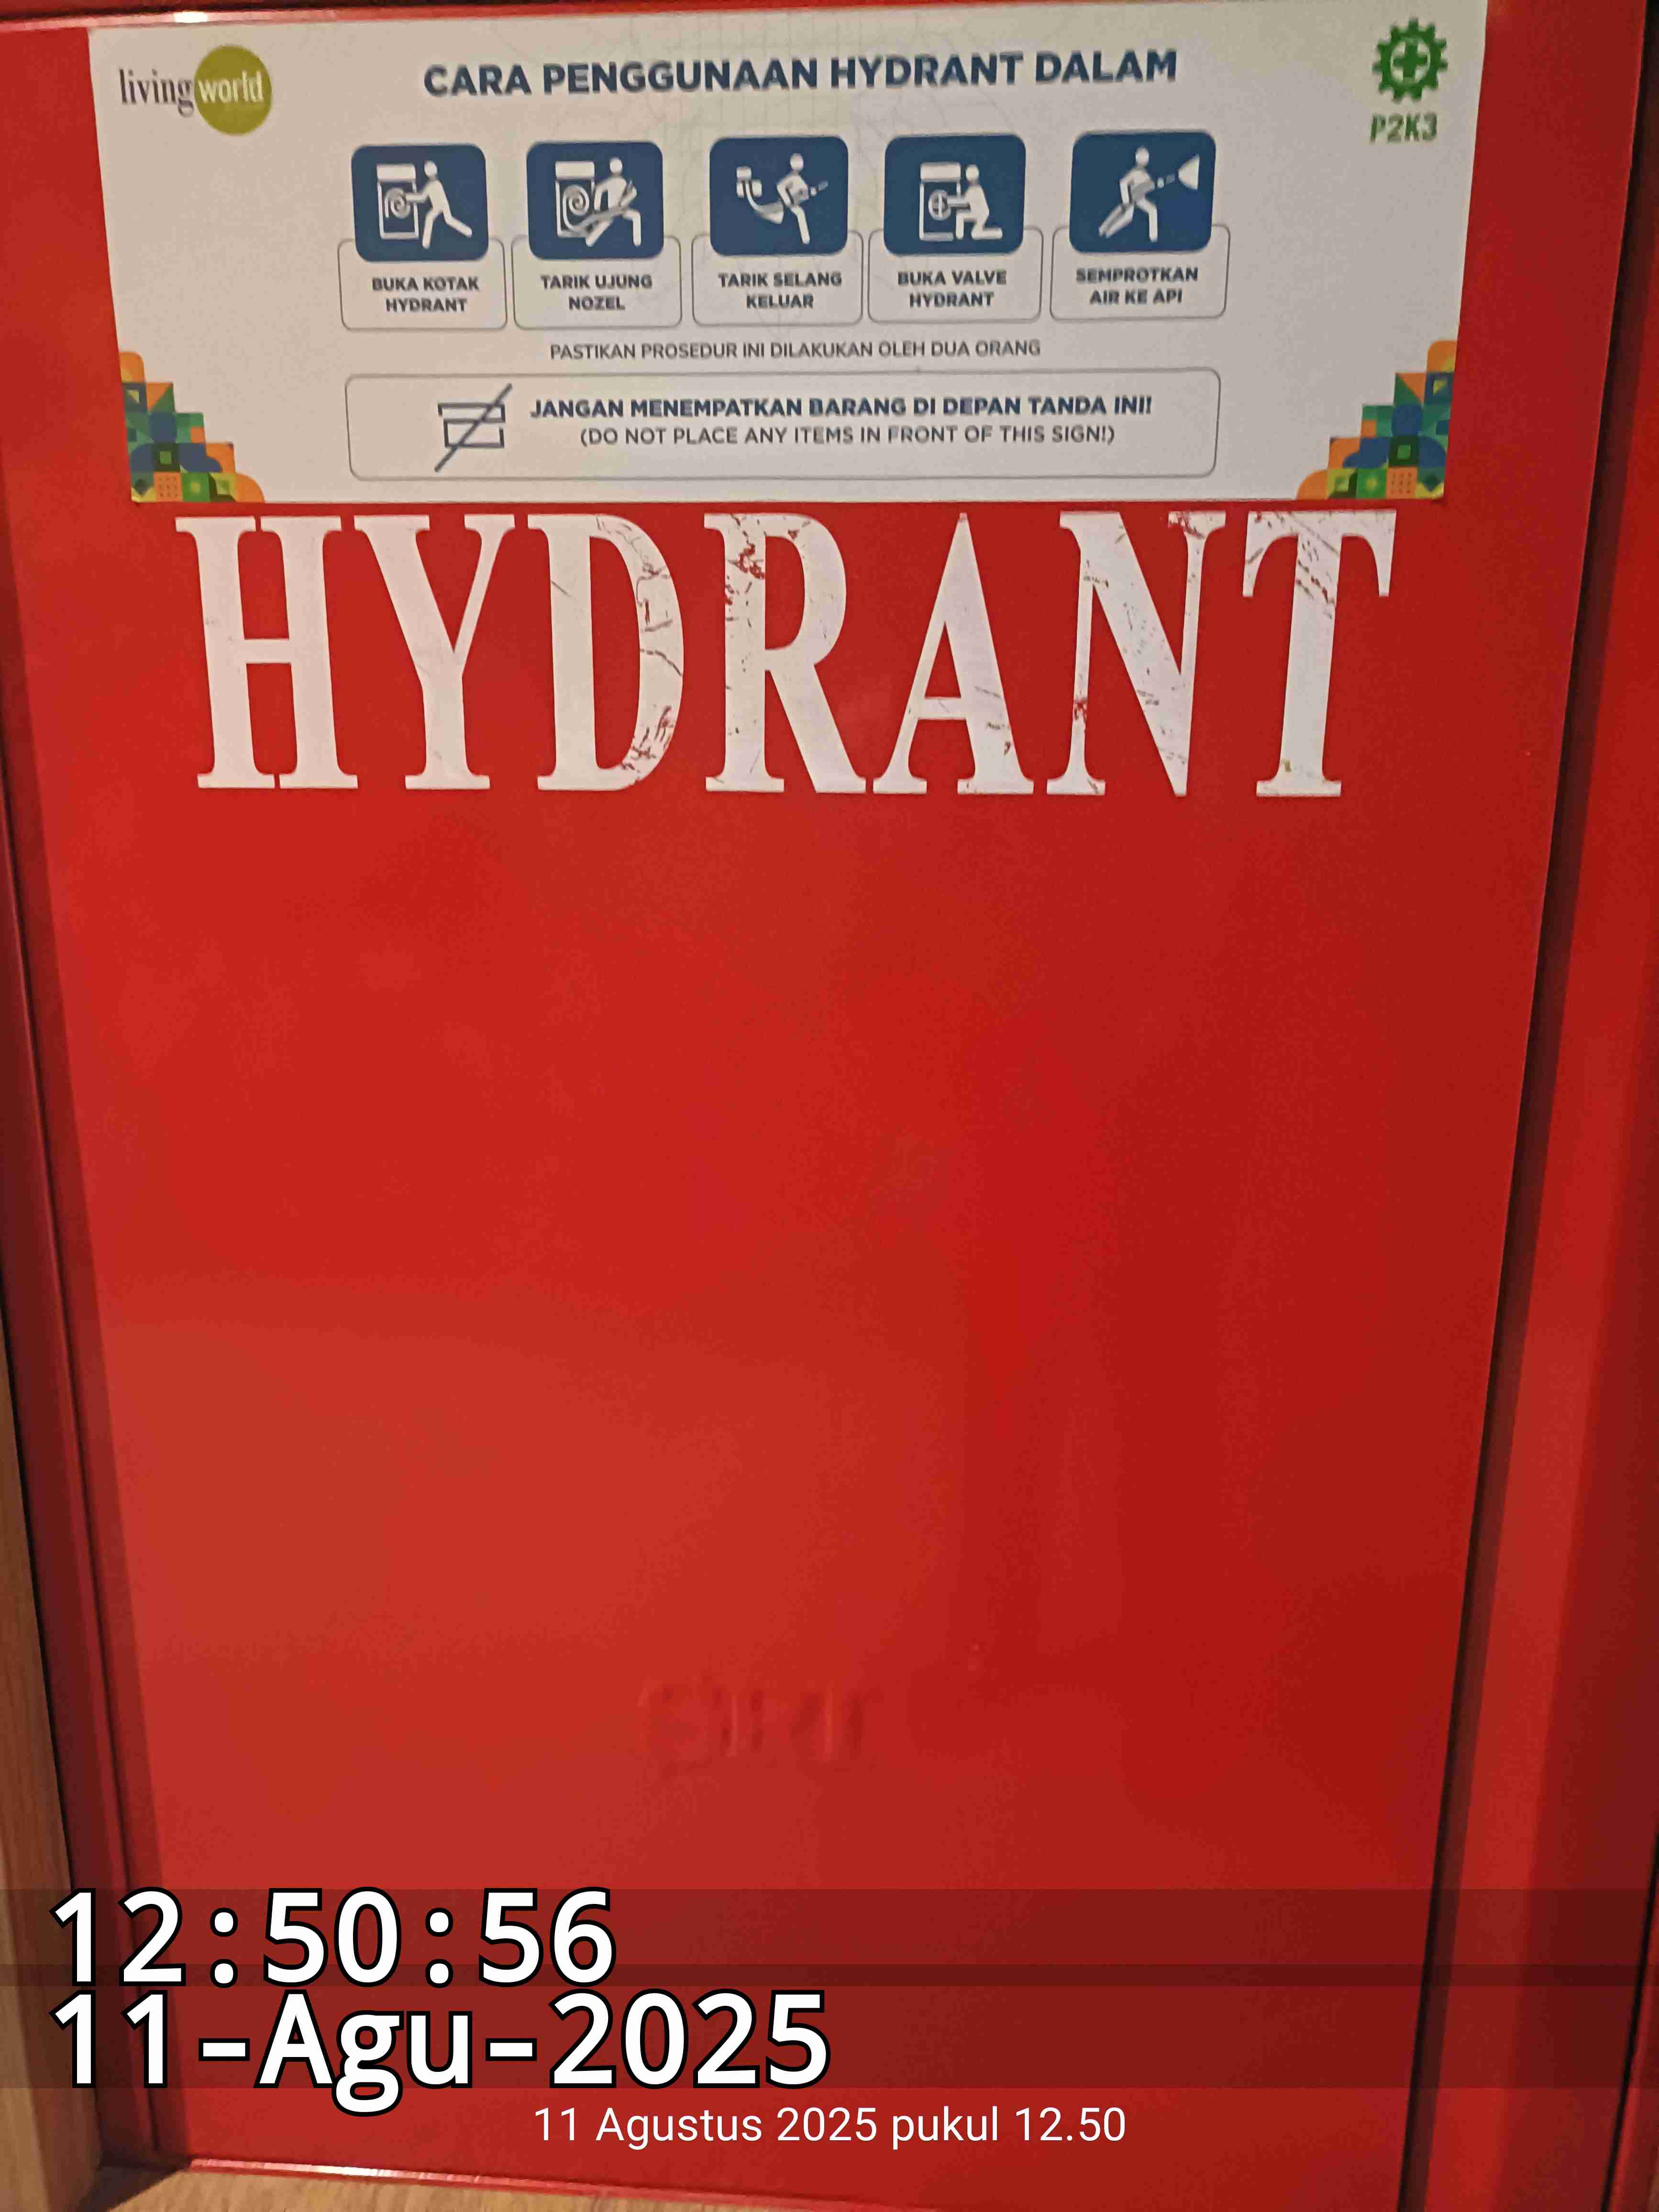 livingworld
CARA PENGGUNAAN HYDRANT DALAM
P2K3
BUKA KOTAK
HYDRANT
TARIK UJUNG
NOZEL
TARIK SELANG
KELUAR
BUKA VALVE
HYDRANT
SEMPROTKAN
AIR KE API
PASTIKAN PROSEDUR INI DILAKUKAN OLEH DUA ORANG
JANGAN MENEMPATKAN BARANG DI DEPAN TANDA INI!
(DO NOT PLACE ANY ITEMS IN FRONT OF THIS SIGN!)
HYDRANT
12:50:56
11-Agu-2025
11 Agustus 2025 pukul 12.50